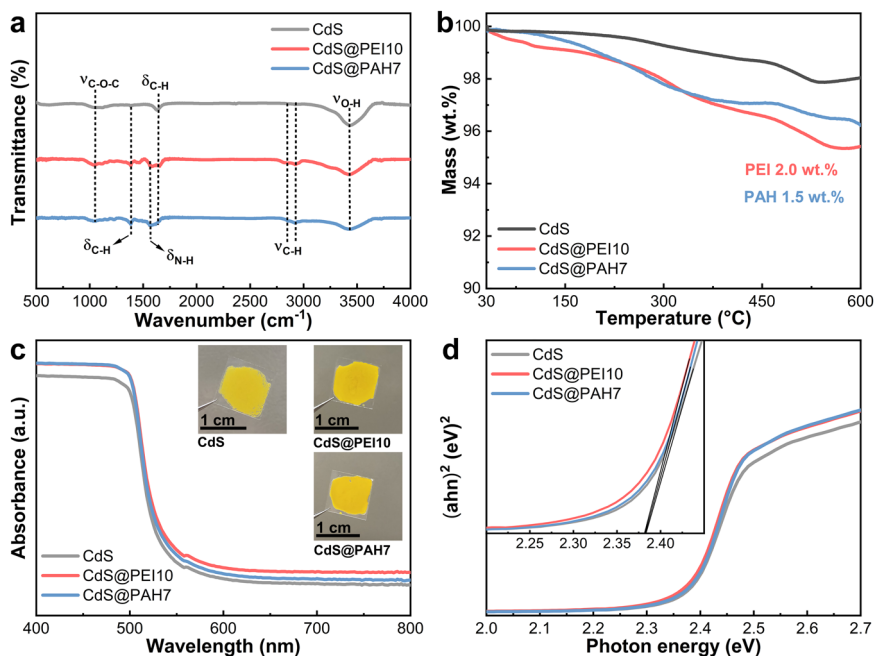 a
CdS
CdS@PEI10
CdS@PAH7
Transmittance (%)
νC-O-C
δC-H
νO-H
δC-H
δN-H
νC-H
500 1000 1500 2000 2500 3000 3500 4000
Wavenumber (cm-1)
b
Mass (wt.%)
100
98
96
94
92
90
PEI 2.0 wt.%
PAH 1.5 wt.%
CdS
CdS@PEI10
CdS@PAH7
30 150 300 450 600
Temperature (°C)
c
Absorbance (a.u.)
1 cm
CdS
1 cm
CdS@PEI10
1 cm
CdS@PAH7
CdS
CdS@PEI10
CdS@PAH7
400 500 600 700 800
Wavelength (nm)
d
(ahn)2 (eV)2
CdS
CdS@PEI10
CdS@PAH7
2.25 2.30 2.35 2.40
2.0 2.1 2.2 2.3 2.4 2.5 2.6 2.7
Photon energy (eV)